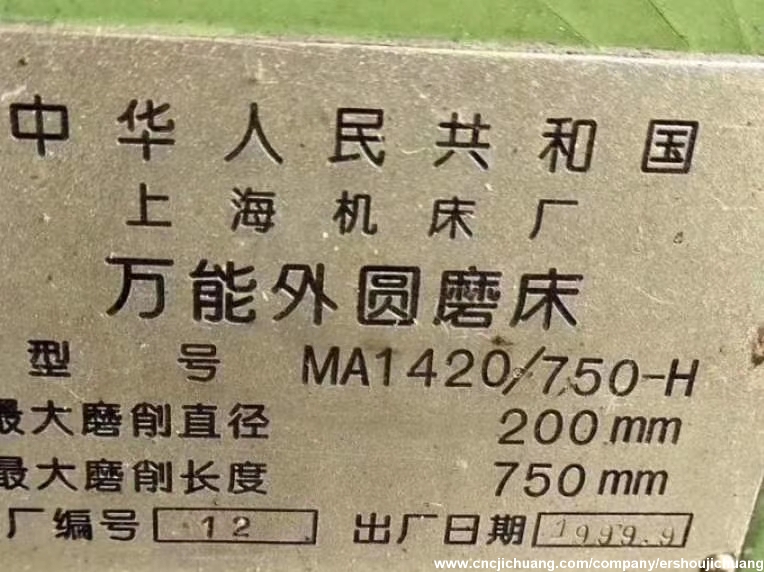 中华人民共和国
上海机床厂
万能外圆磨床
型号 MA1420/750-H
最大磨削直径 200mm
最大磨削长度 750mm
厂编号 12 出厂日期 1999.9
www.cncjichuang.com/company/ershoujichuang